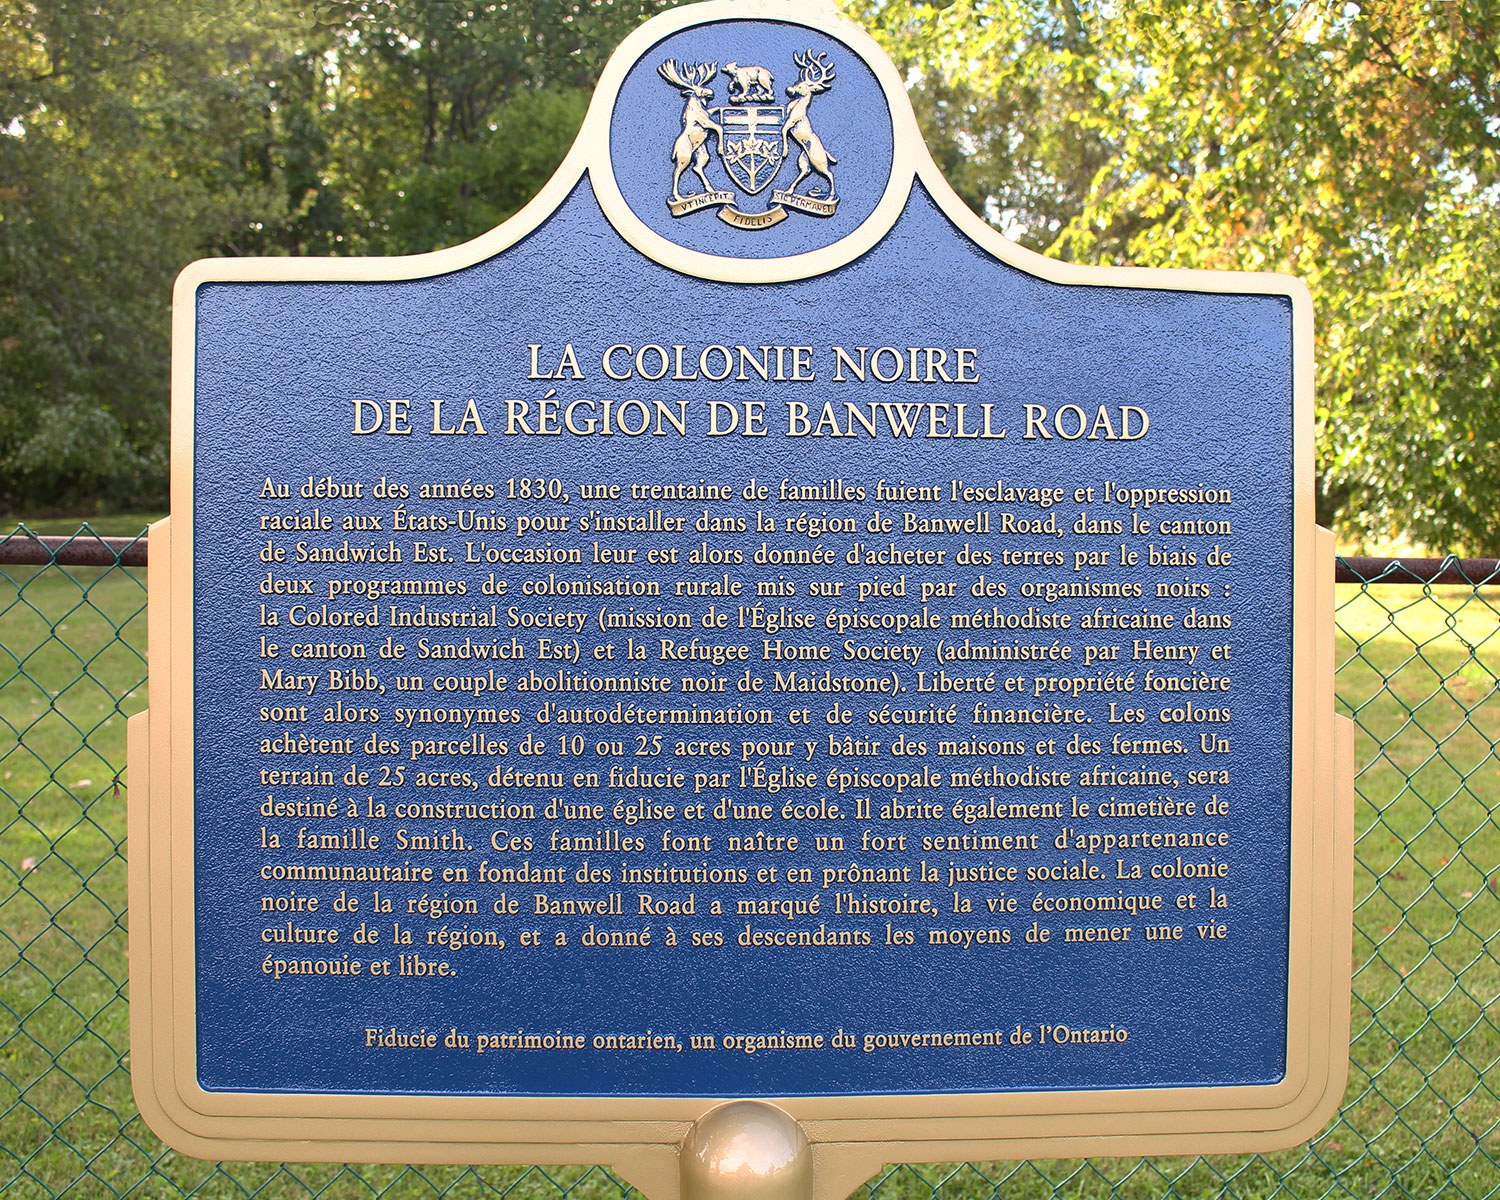 VT INCEPIT
FIDELIS
SIC PERMANET
LA COLONIE NOIRE
DE LA RÉGION DE BANWELL ROAD
Au début des années 1830, une trentaine de familles fuient l'esclavage et l'oppression
raciale aux États-Unis pour s'installer dans la région de Banwell Road, dans le canton
de Sandwich Est. L'occasion leur est alors donnée d'acheter des terres par le biais de
deux programmes de colonisation rurale mis sur pied par des organismes noirs :
la Colored Industrial Society (mission de l'Église épiscopale méthodiste africaine dans
le canton de Sandwich Est) et la Refugee Home Society (administrée par Henry et
Mary Bibb, un couple abolitionniste noir de Maidstone). Liberté et propriété foncière
sont alors synonymes d'autodétermination et de sécurité financière. Les colons
achètent des parcelles de 10 ou 25 acres pour y bâtir des maisons et des fermes. Un
terrain de 25 acres, détenu en fiducie par l'Église épiscopale méthodiste africaine, sera
destiné à la construction d'une église et d'une école. Il abrite également le cimetière de
la famille Smith. Ces familles font naître un fort sentiment d'appartenance
communautaire en fondant des institutions et en prônant la justice sociale. La colonie
noire de la région de Banwell Road a marqué l'histoire, la vie économique et la
culture de la région, et a donné à ses descendants les moyens de mener une vie
épanouie et libre.
Fiducie du patrimoine ontarien, un organisme du gouvernement de l’Ontario